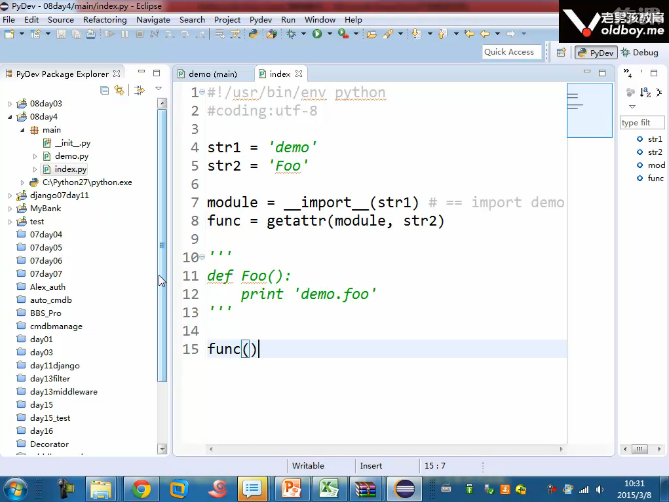 PyDev - 08day4/main/index.py - Eclipse
File Edit Source Refactoring Navigate Search Project Pydev Run Window Help
老男孩教育
oldboy.me
Quick Access
PyDev
Debug
PyDev Package Explorer
demo (main)
index
08day03
08day4
main
__init__.py
demo.py
index.py
C:\Python27\python.exe
django07day11
MyBank
test
07day04
07day05
07day06
07day07
Alex_auth
auto_cmdb
BBS_Pro
cmdbmanage
day01
day03
day11django
day13filter
day13middleware
day15
day15_test
day16
Decorator
1 #!/usr/bin/env python
2 #coding:utf-8
3
4 str1 = 'demo'
5 str2 = 'Foo'
6
7 module = __import__(str1) # == import demo
8 func = getattr(module, str2)
9
10 '''
11 def Foo():
12     print 'demo.foo'
13 '''
14
15 func()
type filt
str1
str2
mod
func
Writable
Insert
15 : 7
10:31
2015/3/8